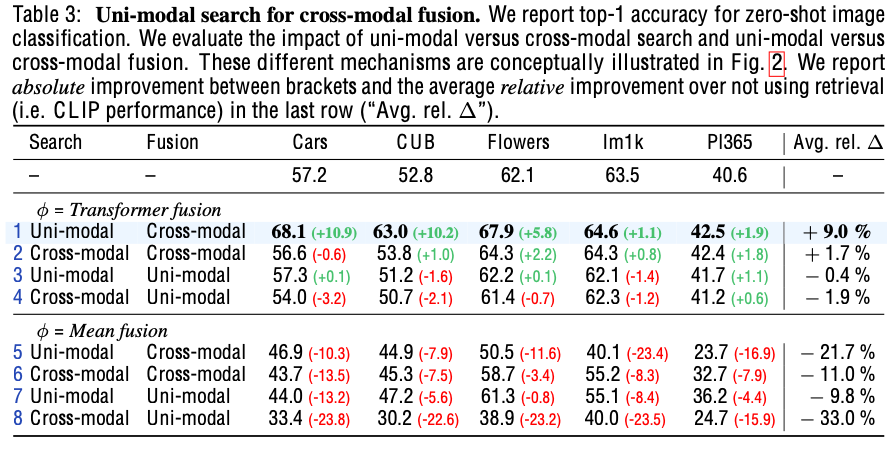 Table 3: Uni-modal search for cross-modal fusion. We report top-1 accuracy for zero-shot image
classification. We evaluate the impact of uni-modal versus cross-modal search and uni-modal versus
cross-modal fusion. These different mechanisms are conceptually illustrated in Fig. 2. We report
absolute improvement between brackets and the average relative improvement over not using retrieval
(i.e. CLIP performance) in the last row (“Avg. rel. Δ”).
Search Fusion Cars CUB Flowers Im1k Pl365 Avg. rel. Δ
– – 57.2 52.8 62.1 63.5 40.6 –
ϕ = Transformer fusion
1 Uni-modal Cross-modal 68.1 (+10.9) 63.0 (+10.2) 67.9 (+5.8) 64.6 (+1.1) 42.5 (+1.9) + 9.0 %
2 Cross-modal Cross-modal 56.6 (-0.6) 53.8 (+1.0) 64.3 (+2.2) 64.3 (+0.8) 42.4 (+1.8) + 1.7 %
3 Uni-modal Uni-modal 57.3 (+0.1) 51.2 (-1.6) 62.2 (+0.1) 62.1 (-1.4) 41.7 (+1.1) − 0.4 %
4 Cross-modal Uni-modal 54.0 (-3.2) 50.7 (-2.1) 61.4 (-0.7) 62.3 (-1.2) 41.2 (+0.6) − 1.9 %
ϕ = Mean fusion
5 Uni-modal Cross-modal 46.9 (-10.3) 44.9 (-7.9) 50.5 (-11.6) 40.1 (-23.4) 23.7 (-16.9) − 21.7 %
6 Cross-modal Cross-modal 43.7 (-13.5) 45.3 (-7.5) 58.7 (-3.4) 55.2 (-8.3) 32.7 (-7.9) − 11.0 %
7 Uni-modal Uni-modal 44.0 (-13.2) 47.2 (-5.6) 61.3 (-0.8) 55.1 (-8.4) 36.2 (-4.4) − 9.8 %
8 Cross-modal Uni-modal 33.4 (-23.8) 30.2 (-22.6) 38.9 (-23.2) 40.0 (-23.5) 24.7 (-15.9) − 33.0 %